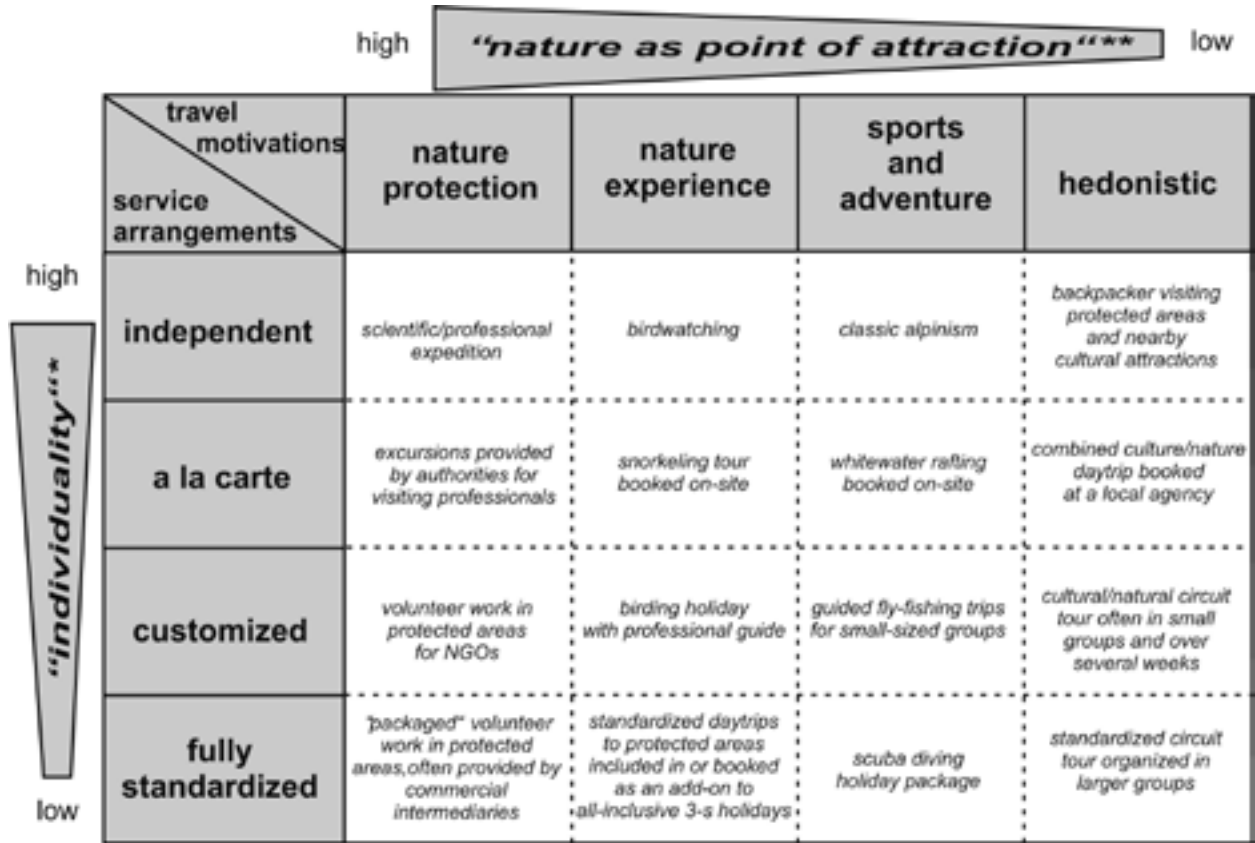 high
“nature as point of attraction“**
low
travel
motivations
service
arrangements
nature
protection
nature
experience
sports
and
adventure
hedonistic
high
“individuality“*
low
independent
scientific/professional
expedition
birdwatching
classic alpinism
backpacker visiting
protected areas
and nearby
cultural attractions
a la carte
excursions provided
by authorities for
visiting professionals
snorkeling tour
booked on-site
whitewater rafting
booked on-site
combined culture/nature
daytrip booked
at a local agency
customized
volunteer work in
protected areas
for NGOs
birding holiday
with professional guide
guided fly-fishing trips
for small-sized groups
cultural/natural circuit
tour often in small
groups and over
several weeks
fully
standardized
"packaged" volunteer
work in protected
areas,often provided by
commercial
intermediaries
standardized daytrips
to protected areas
included in or booked
as an add-on to
all-inclusive 3-s holidays
scuba diving
holiday package
standardized circuit
tour organized in
larger groups